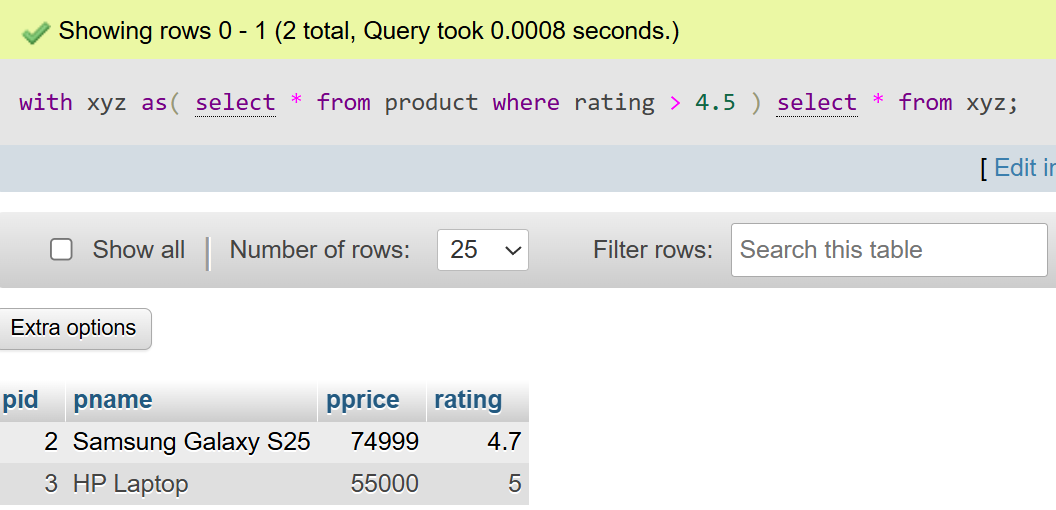 Showing rows 0 - 1 (2 total, Query took 0.0008 seconds.)
with xyz as( select * from product where rating > 4.5 ) select * from xyz;
[ Edit in
Show all | Number of rows: 25 Filter rows: Search this table
Extra options
pid pname pprice rating
2 Samsung Galaxy S25 74999 4.7
3 HP Laptop 55000 5